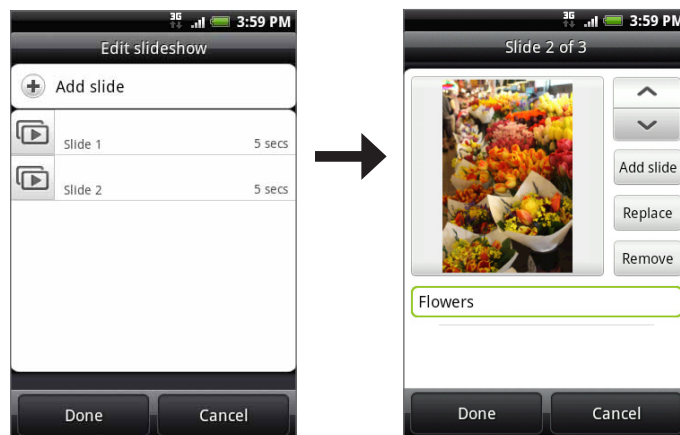 3G 3:59 PM
Edit slideshow
Add slide
Slide 1 5 secs
Slide 2 5 secs
Done Cancel
3G 3:59 PM
Slide 2 of 3
Add slide
Replace
Remove
Flowers
Done Cancel